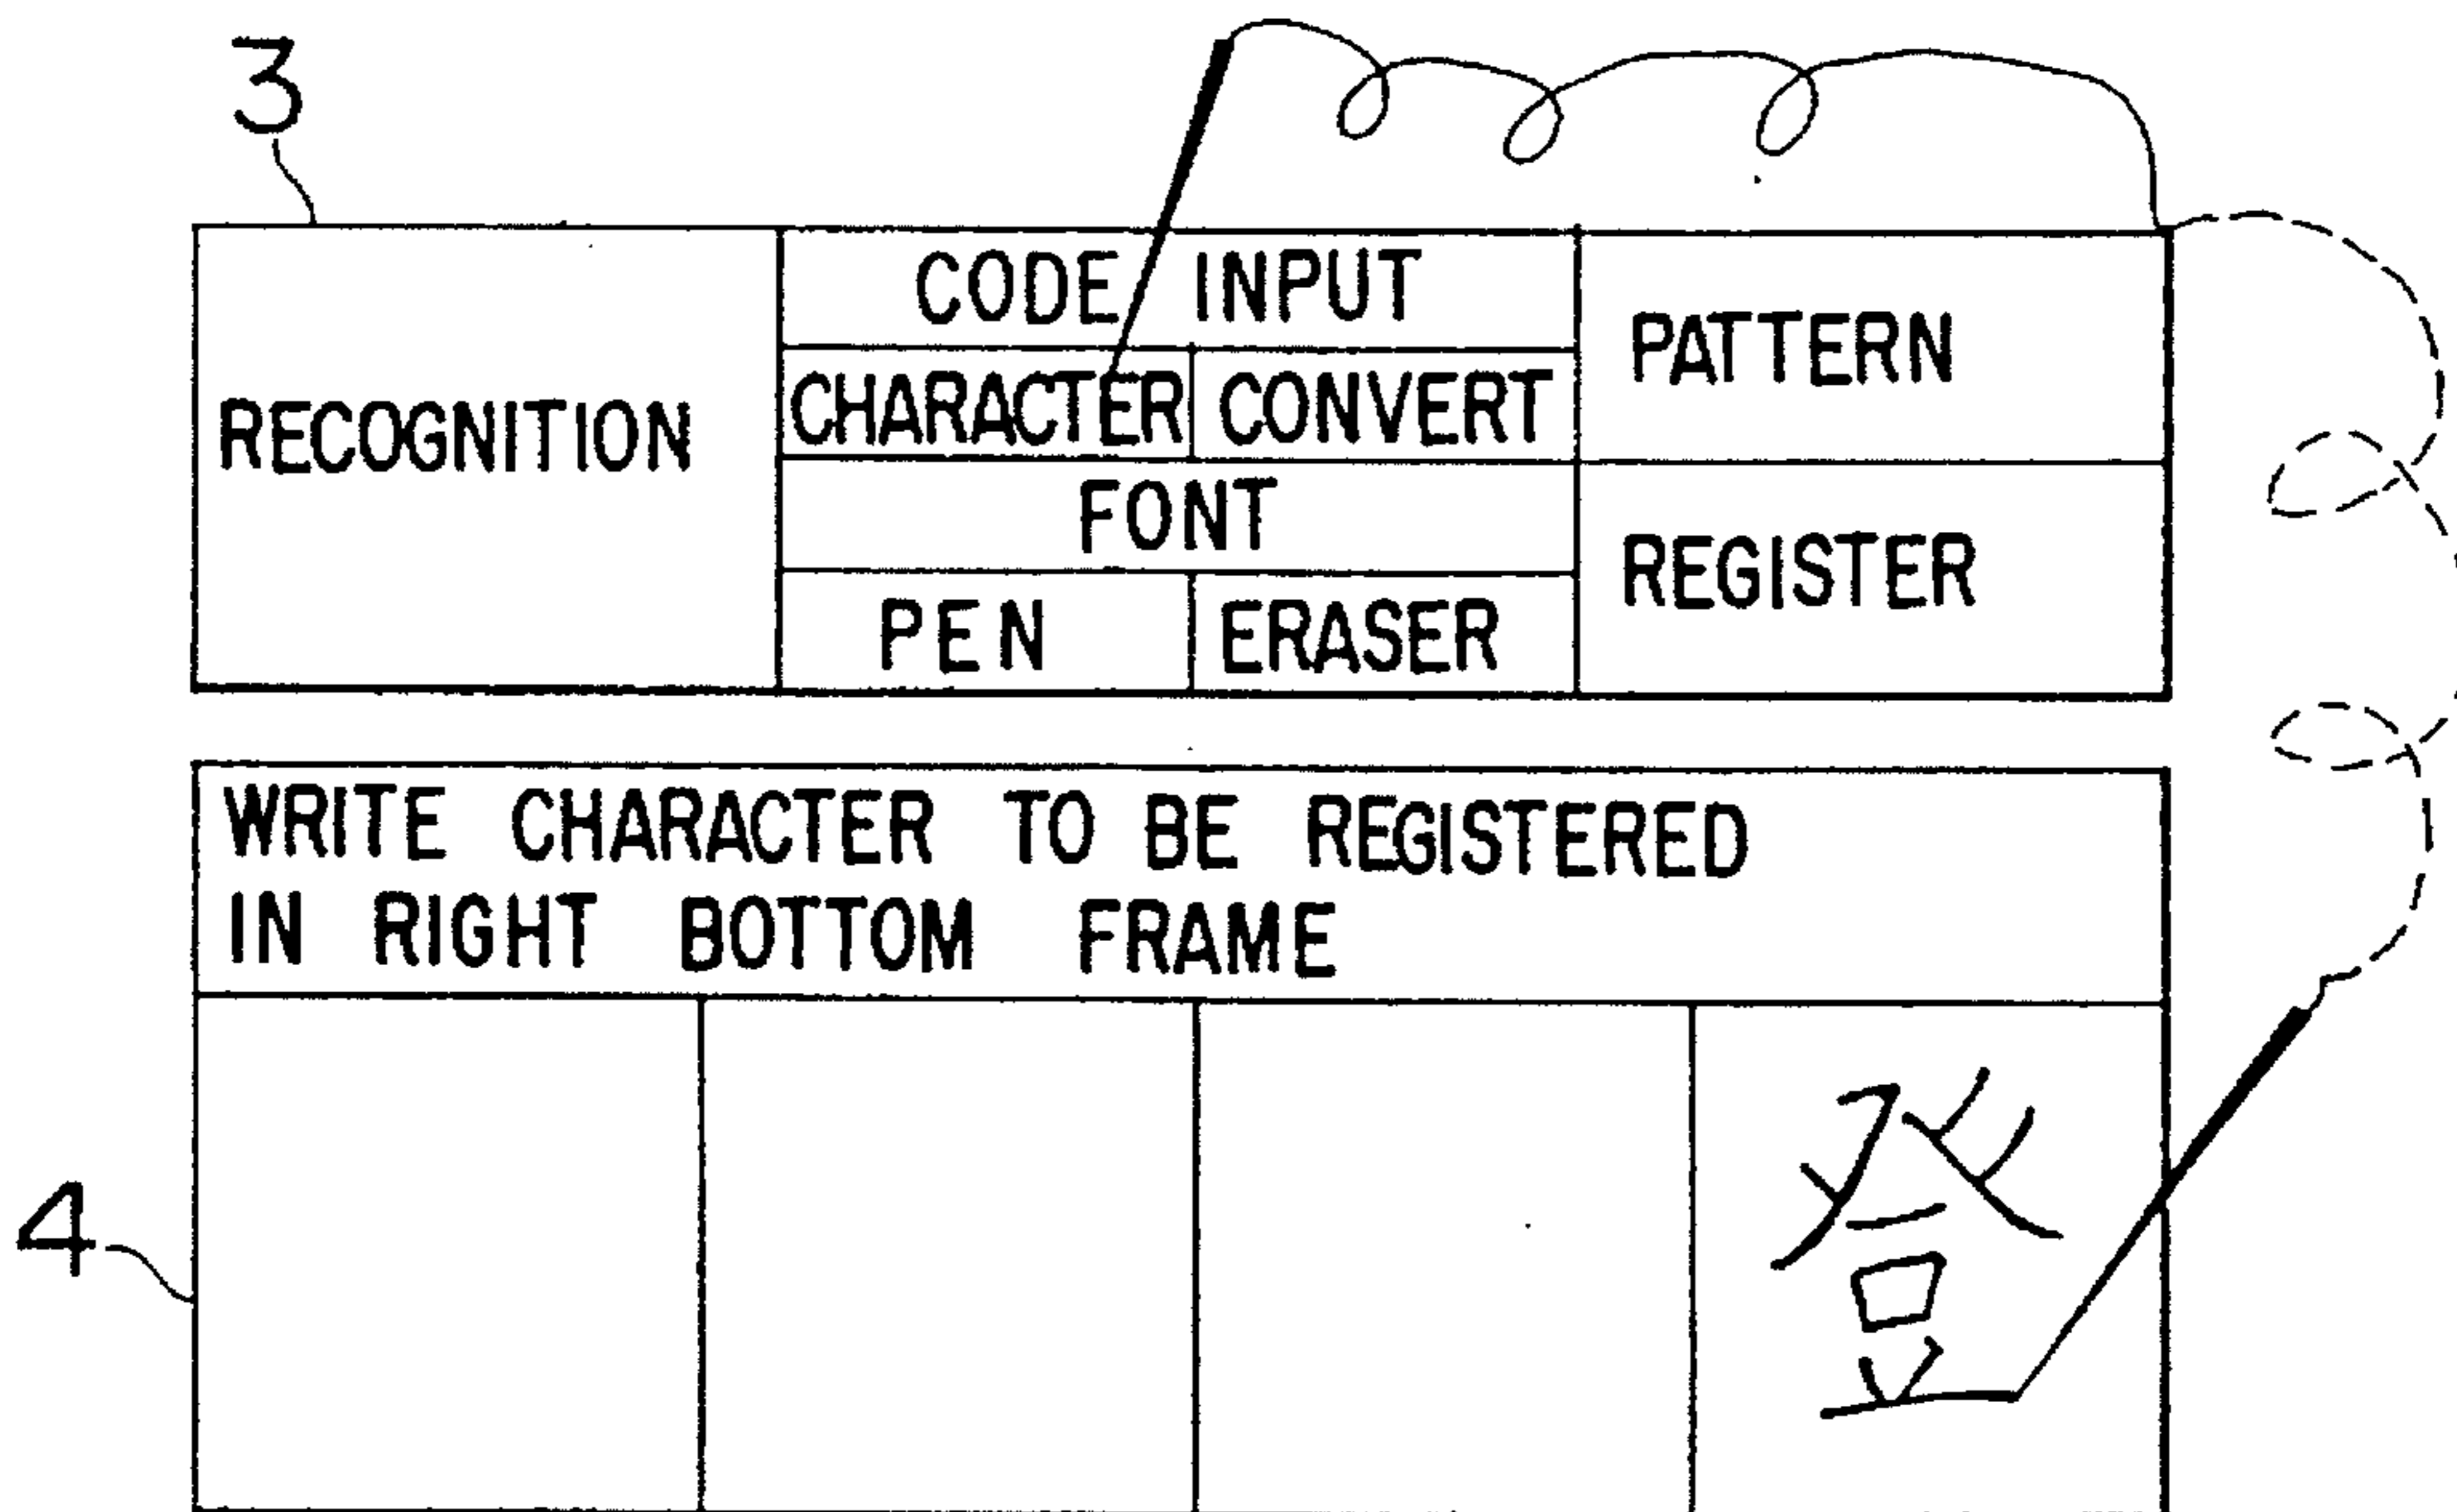 3
RECOGNITION
CODE INPUT
CHARACTER
CONVERT
FONT
PEN
ERASER
PATTERN
REGISTER
WRITE CHARACTER TO BE REGISTERED
IN RIGHT BOTTOM FRAME
登
4